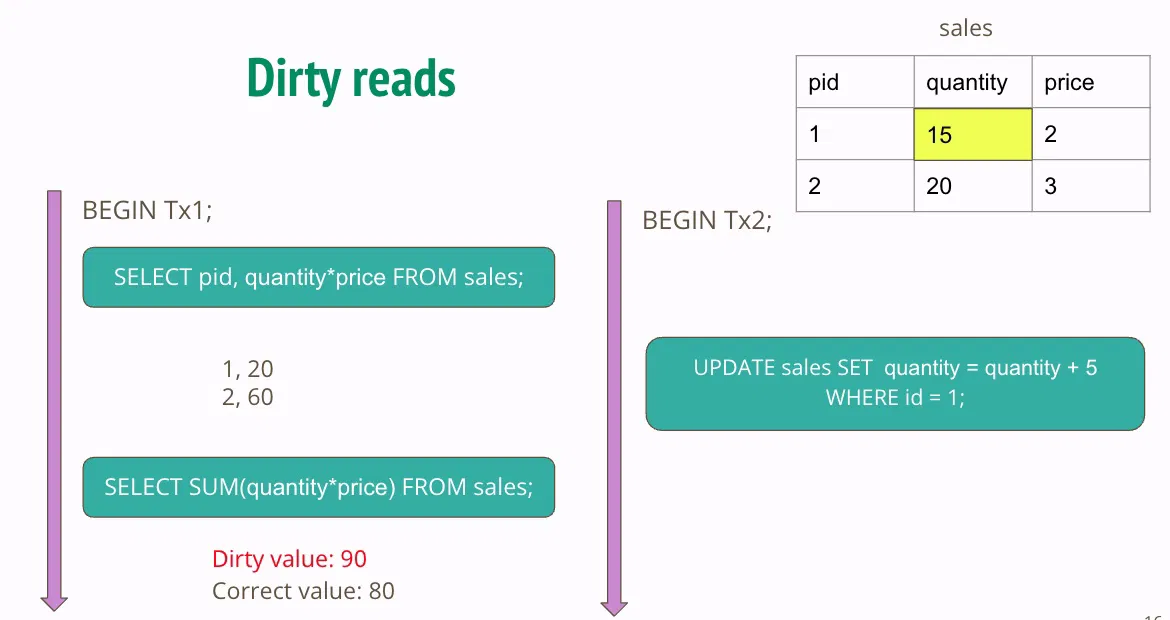 Dirty reads
sales
pid quantity price
1 15 2
2 20 3
BEGIN Tx1;
SELECT pid, quantity*price FROM sales;
1, 20
2, 60
SELECT SUM(quantity*price) FROM sales;
Dirty value: 90
Correct value: 80
BEGIN Tx2;
UPDATE sales SET quantity = quantity + 5
WHERE id = 1;